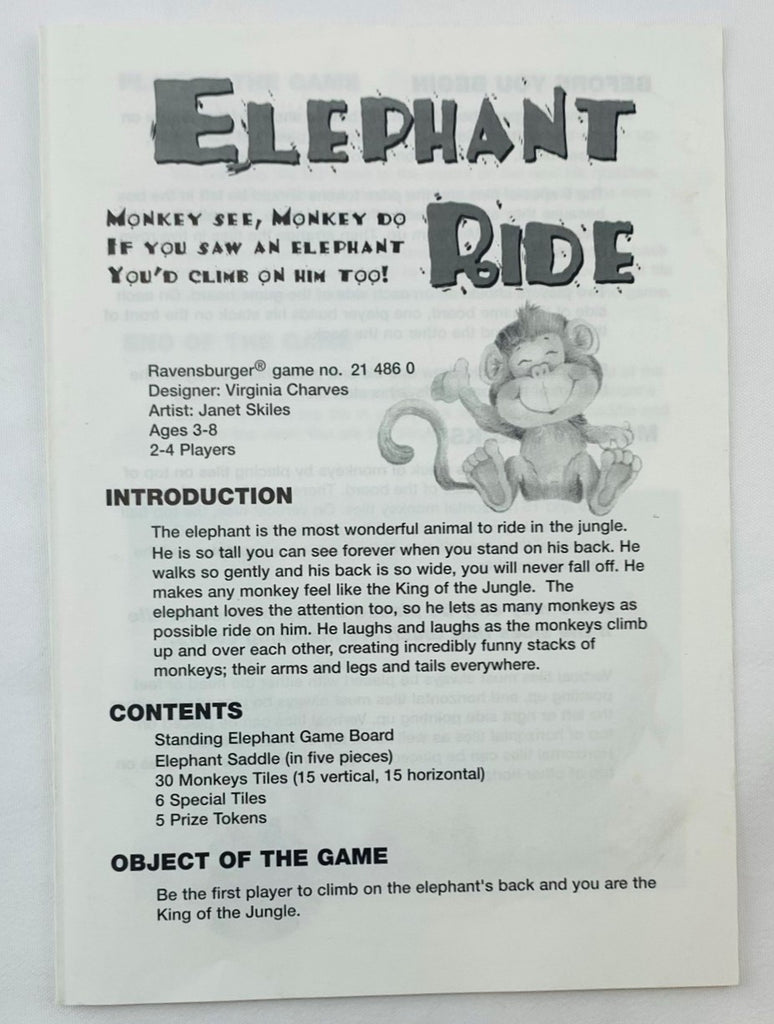 ELEPHANT
RIDE
MONKEY SEE, MONKEY DO
IF YOU SAW AN ELEPHANT
YOU'D CLIMB ON HIM TOO!
Ravensburger® game no. 21 486 0
Designer: Virginia Charves
Artist: Janet Skiles
Ages 3-8
2-4 Players
INTRODUCTION
The elephant is the most wonderful animal to ride in the jungle.
He is so tall you can see forever when you stand on his back. He
walks so gently and his back is so wide, you will never fall off. He
makes any monkey feel like the King of the Jungle. The
elephant loves the attention too, so he lets as many monkeys as
possible ride on him. He laughs and laughs as the monkeys climb
up and over each other, creating incredibly funny stacks of
monkeys; their arms and legs and tails everywhere.
CONTENTS
Standing Elephant Game Board
Elephant Saddle (in five pieces)
30 Monkeys Tiles (15 vertical, 15 horizontal)
6 Special Tiles
5 Prize Tokens
OBJECT OF THE GAME
Be the first player to climb on the elephant's back and you are the
King of the Jungle.